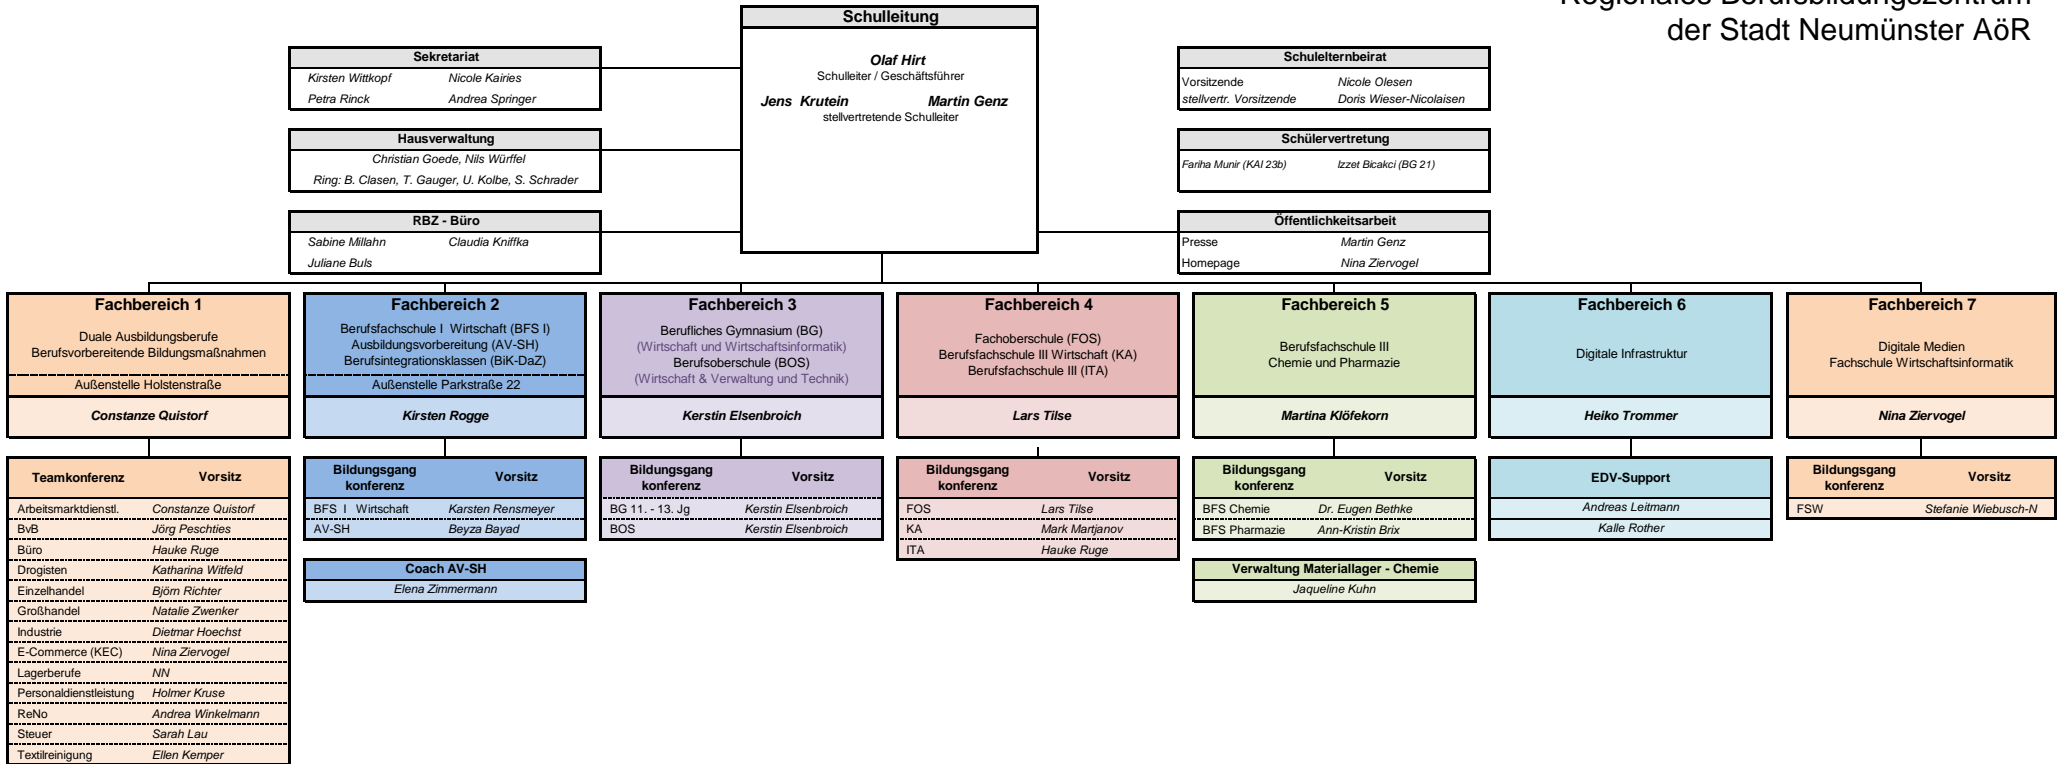 Regionales Berufsbildungszentrum
der Stadt Neumünster AöR
Schulleitung
Olaf Hirt
Schulleiter / Geschäftsführer
Jens Krutein Martin Genz
stellvertretende Schulleiter
Sekretariat
Kirsten Wittkopf Nicole Kairies
Petra Rinck Andrea Springer
Hausverwaltung
Christian Goede, Nils Würffel
Ring: B. Clasen, T. Gauger, U. Kolbe, S. Schrader
RBZ - Büro
Sabine Millahn Claudia Kniffka
Juliane Buls
Schulelternbeirat
Vorsitzende Nicole Olesen
stellvertr. Vorsitzende Doris Wieser-Nicolaisen
Schülervertretung
Fariha Munir (KAI 23b) Izzet Bicakci (BG 21)
Öffentlichkeitsarbeit
Presse Martin Genz
Homepage Nina Ziervogel
Fachbereich 1
Duale Ausbildungsberufe
Berufsvorbereitende Bildungsmaßnahmen
Außenstelle Holstenstraße
Constanze Quistorf
Teamkonferenz Vorsitz
Arbeitsmarktdienstl. Constanze Quistorf
BvB Jörg Peschties
Büro Hauke Ruge
Drogisten Katharina Witfeld
Einzelhandel Björn Richter
Großhandel Natalie Zwenker
Industrie Dietmar Hoechst
E-Commerce (KEC) Nina Ziervogel
Lagerberufe NN
Personaldienstleistung Holmer Kruse
ReNo Andrea Winkelmann
Steuer Sarah Lau
Textilreinigung Ellen Kemper
Fachbereich 2
Berufsfachschule I Wirtschaft (BFS I)
Ausbildungsvorbereitung (AV-SH)
Berufsintegrationsklassen (BiK-DaZ)
Außenstelle Parkstraße 22
Kirsten Rogge
Bildungsgang
konferenz Vorsitz
BFS I Wirtschaft Karsten Rensmeyer
AV-SH Beyza Bayad
Coach AV-SH
Elena Zimmermann
Fachbereich 3
Berufliches Gymnasium (BG)
(Wirtschaft und Wirtschaftsinformatik)
Berufsoberschule (BOS)
(Wirtschaft & Verwaltung und Technik)
Kerstin Elsenbroich
Bildungsgang
konferenz Vorsitz
BG 11. - 13. Jg Kerstin Elsenbroich
BOS Kerstin Elsenbroich
Fachbereich 4
Fachoberschule (FOS)
Berufsfachschule III Wirtschaft (KA)
Berufsfachschule III (ITA)
Lars Tilse
Bildungsgang
konferenz Vorsitz
FOS Lars Tilse
KA Mark Martjanov
ITA Hauke Ruge
Fachbereich 5
Berufsfachschule III
Chemie und Pharmazie
Martina Klöfekorn
Bildungsgang
konferenz Vorsitz
BFS Chemie Dr. Eugen Bethke
BFS Pharmazie Ann-Kristin Brix
Verwaltung Materiallager - Chemie
Jaqueline Kuhn
Fachbereich 6
Digitale Infrastruktur
Heiko Trommer
EDV-Support
Andreas Leitmann
Kalle Rother
Fachbereich 7
Digitale Medien
Fachschule Wirtschaftsinformatik
Nina Ziervogel
Bildungsgang
konferenz Vorsitz
FSW Stefanie Wiebusch-N